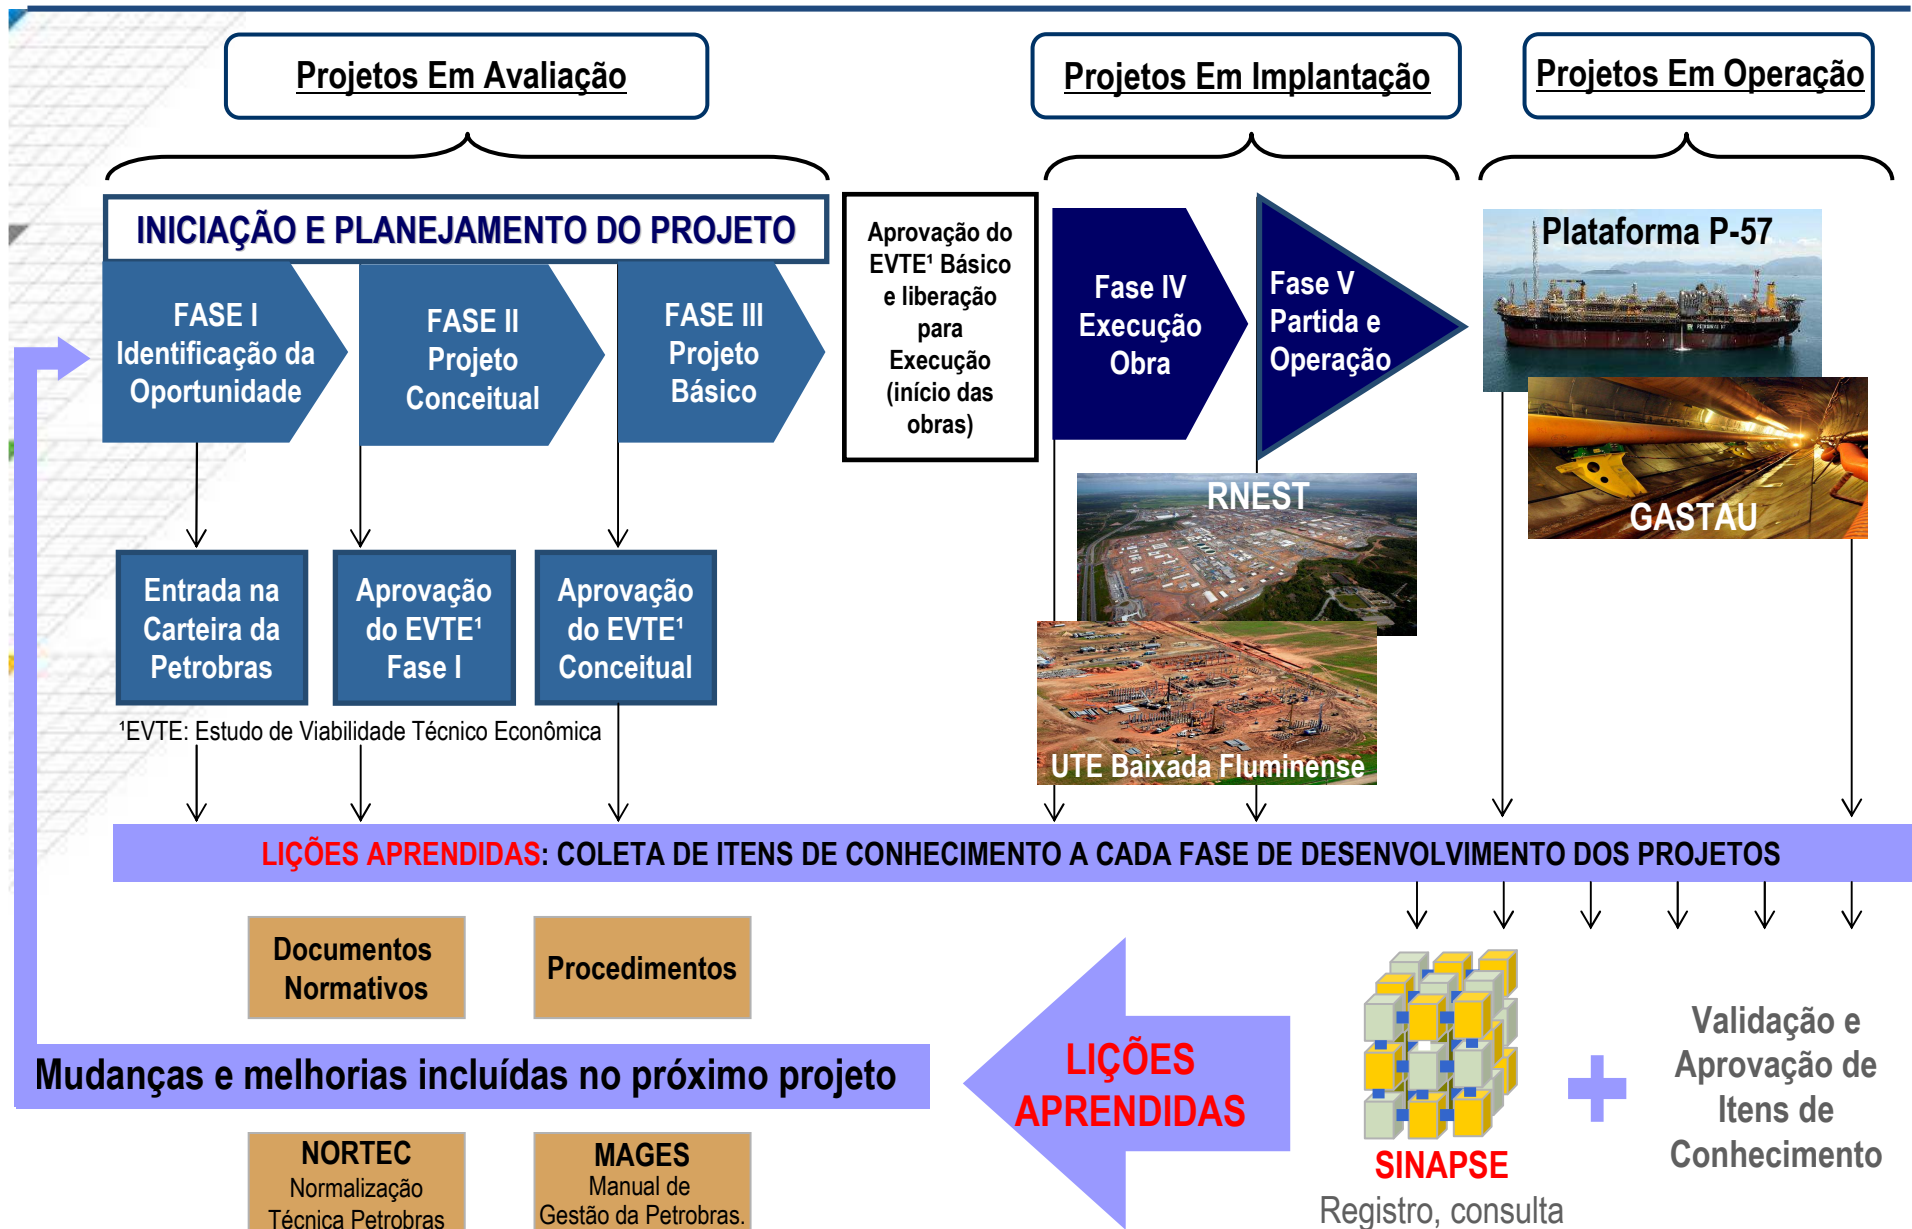 Projetos Em Avaliação
Projetos Em Implantação
Projetos Em Operação
INICIAÇÃO E PLANEJAMENTO DO PROJETO
FASE I
Identificação da
Oportunidade
FASE II
Projeto
Conceitual
FASE III
Projeto
Básico
Aprovação do
EVTE¹ Básico
e liberação
para
Execução
(início das
obras)
Fase IV
Execução
Obra
Fase V
Partida e
Operação
Plataforma P-57
GASTAU
RNEST
UTE Baixada Fluminense
Entrada na
Carteira da
Petrobras
Aprovação
do EVTE¹
Fase I
Aprovação
do EVTE¹
Conceitual
¹EVTE: Estudo de Viabilidade Técnico Econômica
LIÇÕES APRENDIDAS: COLETA DE ITENS DE CONHECIMENTO A CADA FASE DE DESENVOLVIMENTO DOS PROJETOS
Documentos
Normativos
Procedimentos
Mudanças e melhorias incluídas no próximo projeto
NORTEC
Normalização
Técnica Petrobras
MAGES
Manual de
Gestão da Petrobras.
LIÇÕES
APRENDIDAS
SINAPSE
Registro, consulta
Validação e
Aprovação de
Itens de
Conhecimento